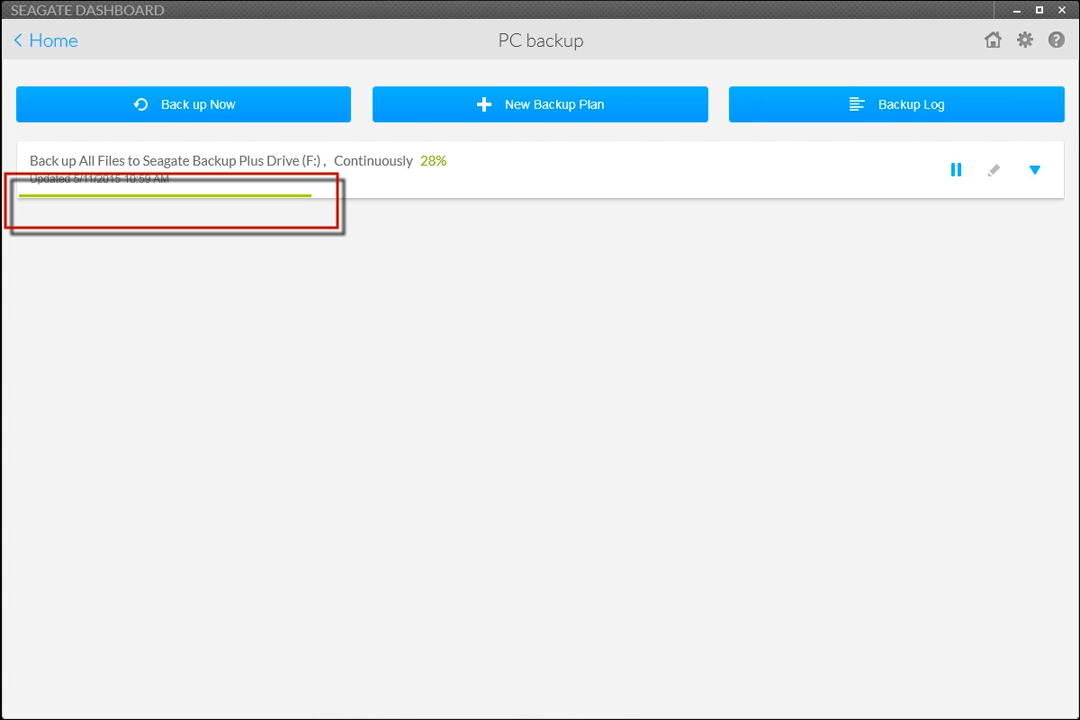 SEAGATE DASHBOARD
Home
PC backup
Back up Now
New Backup Plan
Backup Log
Back up All Files to Seagate Backup Plus Drive (F:) , Continuously 28%
Updated 5/11/2015 10:59 AM